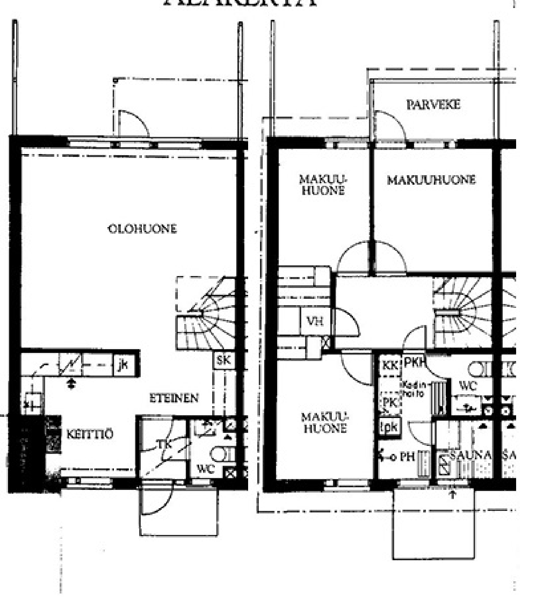 ALAKERTA
PARVEKE
MAKUU-
HUONE
MAKUUHUONE
OLOHUONE
VH
jk
SK
ETEINEN
KEITTIÖ
TK
WC
MAKUU-
HUONE
KK
PKH
Kodin-
hoito
PK
lpk
WC
PH
SAUNA
SA